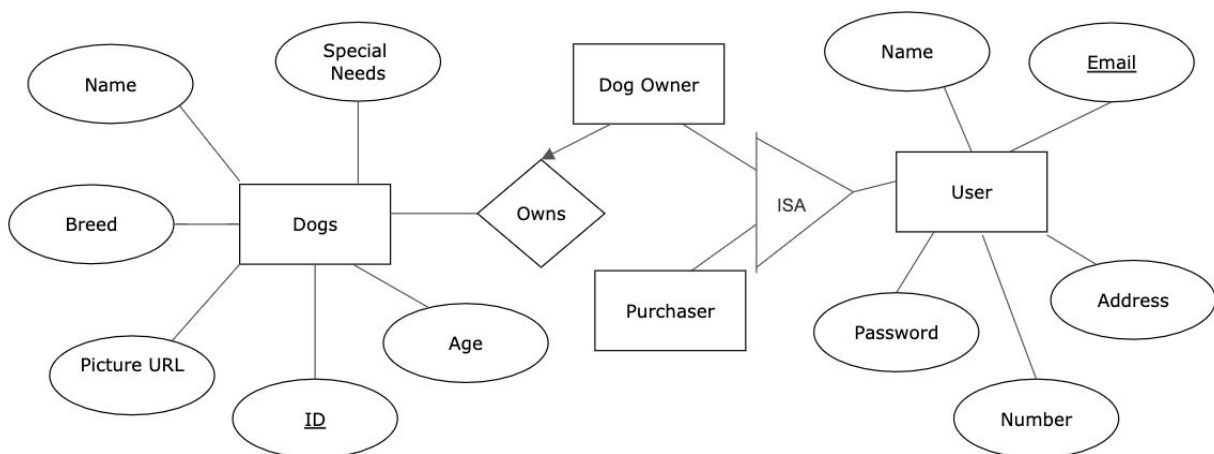 Name
Special
Needs
Dog Owner
Name
Email
Breed
Dogs
Owns
ISA
User
Purchaser
Picture URL
ID
Age
Password
Address
Number